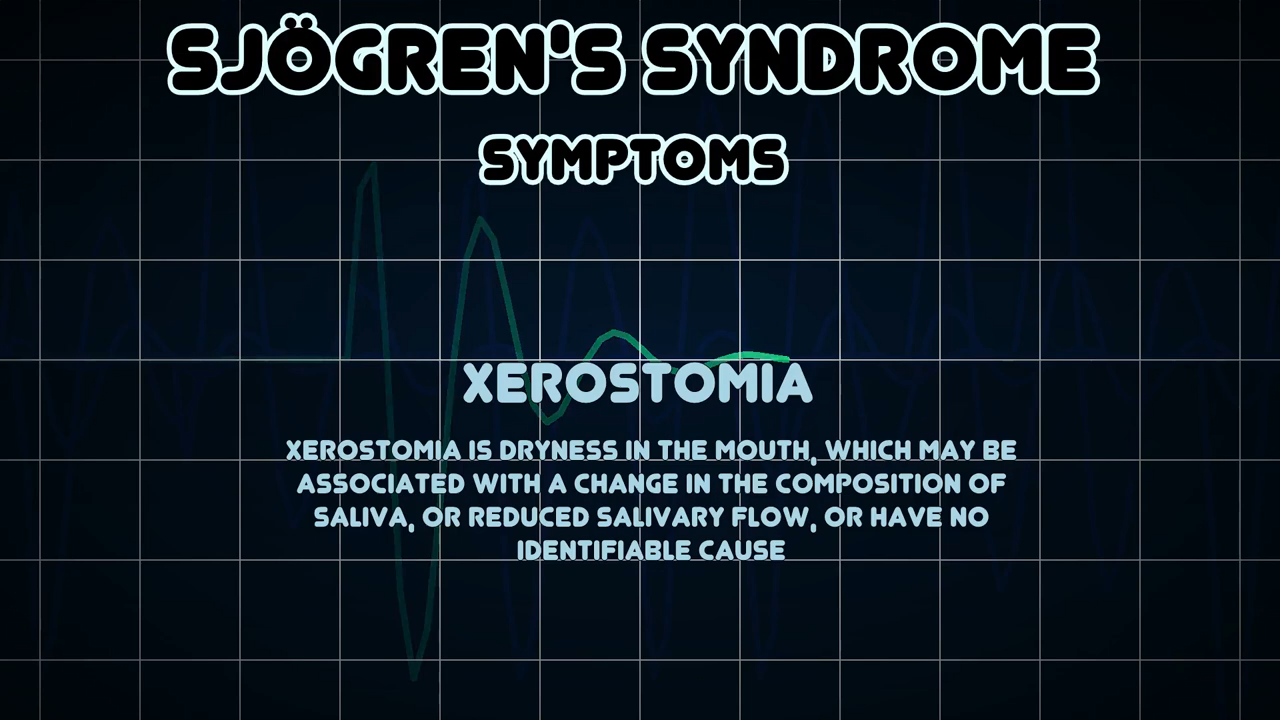 SJÖGREN'S SYNDROME
SYMPTOMS
XEROSTOMIA
XEROSTOMIA IS DRYNESS IN THE MOUTH, WHICH MAY BE
ASSOCIATED WITH A CHANGE IN THE COMPOSITION OF
SALIVA, OR REDUCED SALIVARY FLOW, OR HAVE NO
IDENTIFIABLE CAUSE